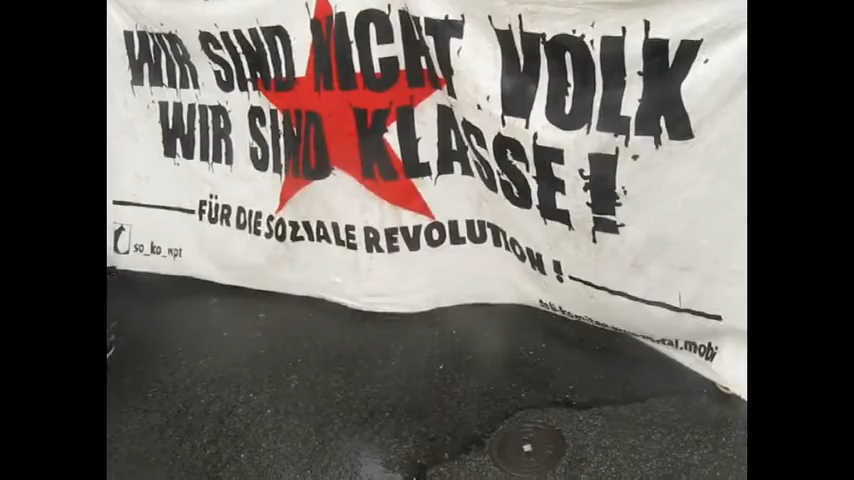 WIR SIND NICHT VOLK
WIR SIND KLASSE!
FÜR DIE SOZIALE REVOLUTION!
so_ko_wpt